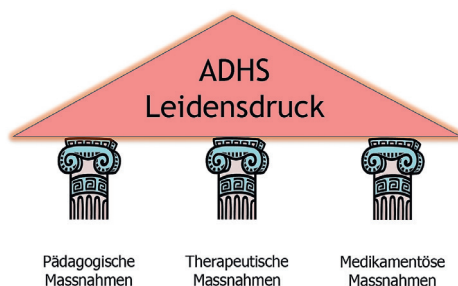 ADHS
Leidensdruck
Pädagogische
Massnahmen
Therapeutische
Massnahmen
Medikamentöse
Massnahmen